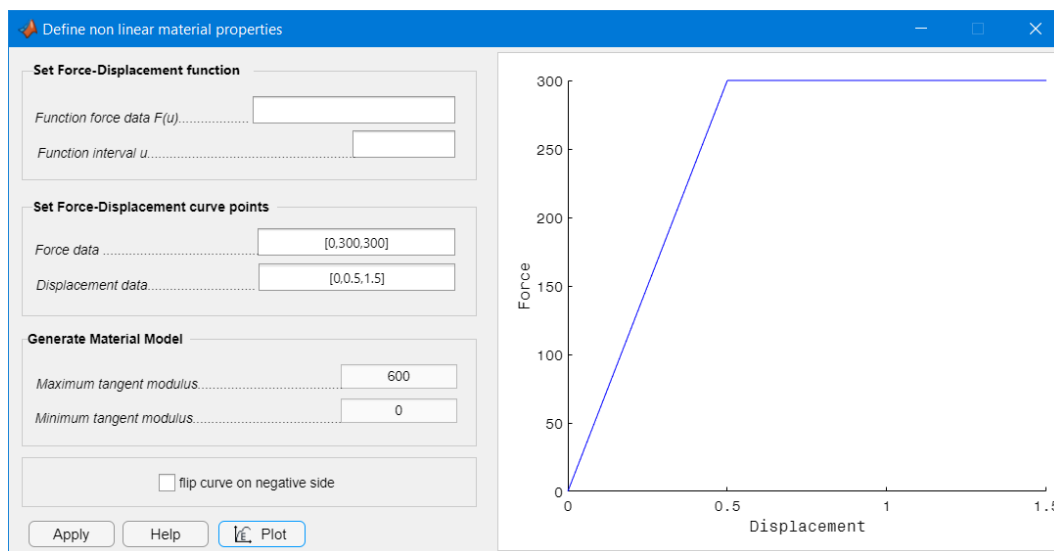 Define non linear material properties
Set Force-Displacement function
Function force data F(u)..................
Function interval u......................................................
Set Force-Displacement curve points
Force data ...........................................
[0,300,300]
Displacement data............................
[0,0.5,1.5]
Generate Material Model
Maximum tangent modulus.....................................
600
Minimum tangent modulus......................................
0
flip curve on negative side
Apply
Help
Plot
300
250
200
150
100
50
0
Force
0
0.5
1
1.5
Displacement